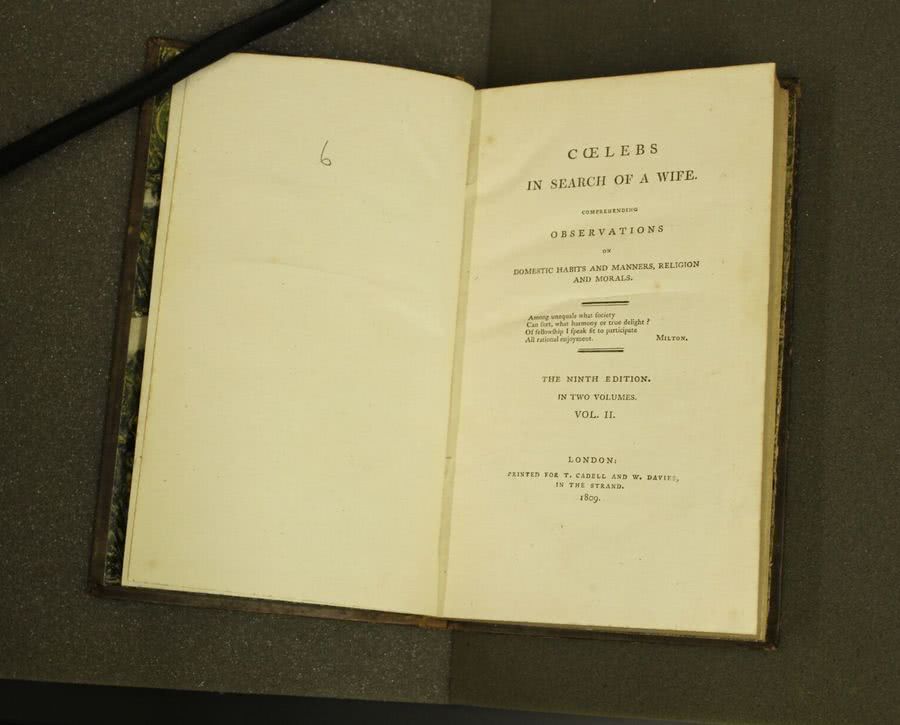 6
CŒLEBS
IN SEARCH OF A WIFE.
COMPREHENDING
OBSERVATIONS
ON
DOMESTIC HABITS AND MANNERS, RELIGION
AND MORALS.
Among unequals what ſociety
Can ſort, what harmony or true delight ?
Of fellowſhip I ſpeak fit to participate
All rational enjoyment. MILTON.
THE NINTH EDITION.
IN TWO VOLUMES.
VOL. II.
LONDON:
PRINTED FOR T. CADELL AND W. DAVIES,
IN THE STRAND.
1809.